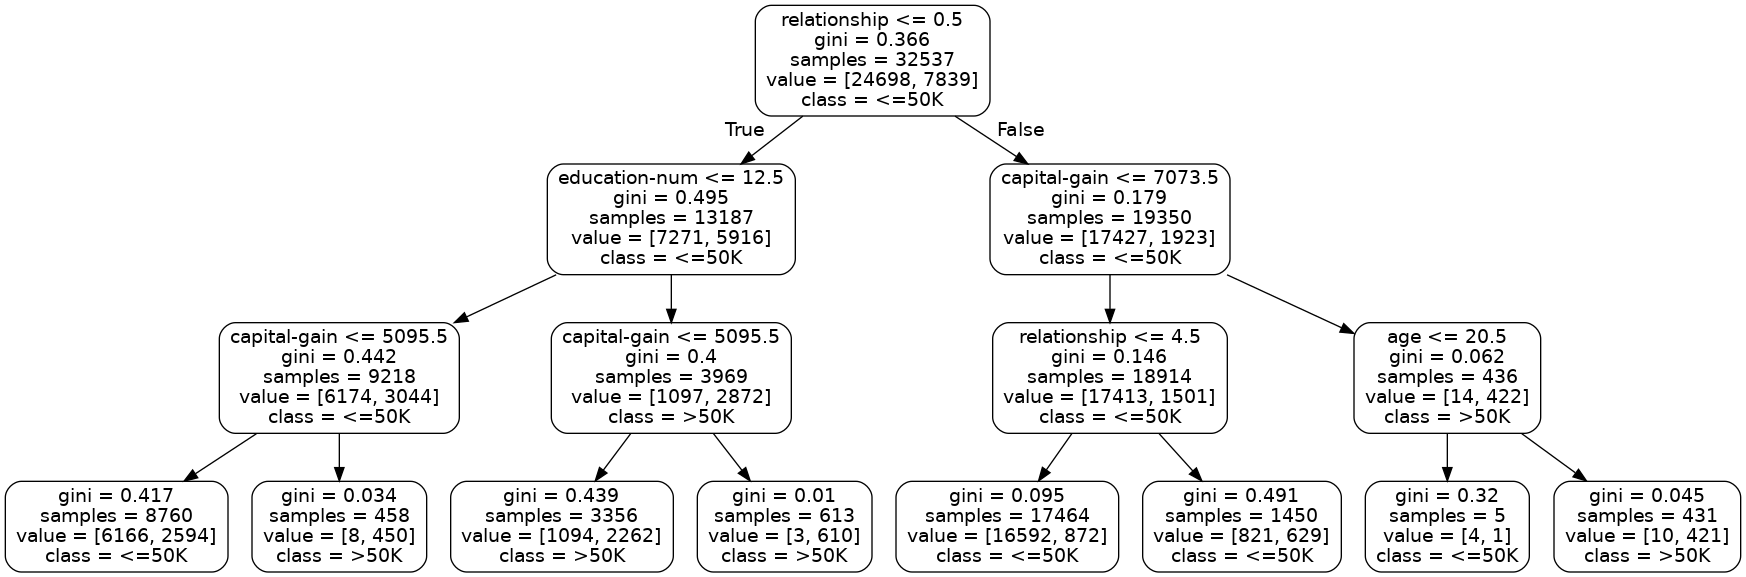 relationship <= 0.5
gini = 0.366
samples = 32537
value = [24698, 7839]
class = <=50K
True
False
education-num <= 12.5
gini = 0.495
samples = 13187
value = [7271, 5916]
class = <=50K
capital-gain <= 7073.5
gini = 0.179
samples = 19350
value = [17427, 1923]
class = <=50K
capital-gain <= 5095.5
gini = 0.442
samples = 9218
value = [6174, 3044]
class = <=50K
capital-gain <= 5095.5
gini = 0.4
samples = 3969
value = [1097, 2872]
class = >50K
relationship <= 4.5
gini = 0.146
samples = 18914
value = [17413, 1501]
class = <=50K
age <= 20.5
gini = 0.062
samples = 436
value = [14, 422]
class = >50K
gini = 0.417
samples = 8760
value = [6166, 2594]
class = <=50K
gini = 0.034
samples = 458
value = [8, 450]
class = >50K
gini = 0.439
samples = 3356
value = [1094, 2262]
class = >50K
gini = 0.01
samples = 613
value = [3, 610]
class = >50K
gini = 0.095
samples = 17464
value = [16592, 872]
class = <=50K
gini = 0.491
samples = 1450
value = [821, 629]
class = <=50K
gini = 0.32
samples = 5
value = [4, 1]
class = <=50K
gini = 0.045
samples = 431
value = [10, 421]
class = >50K